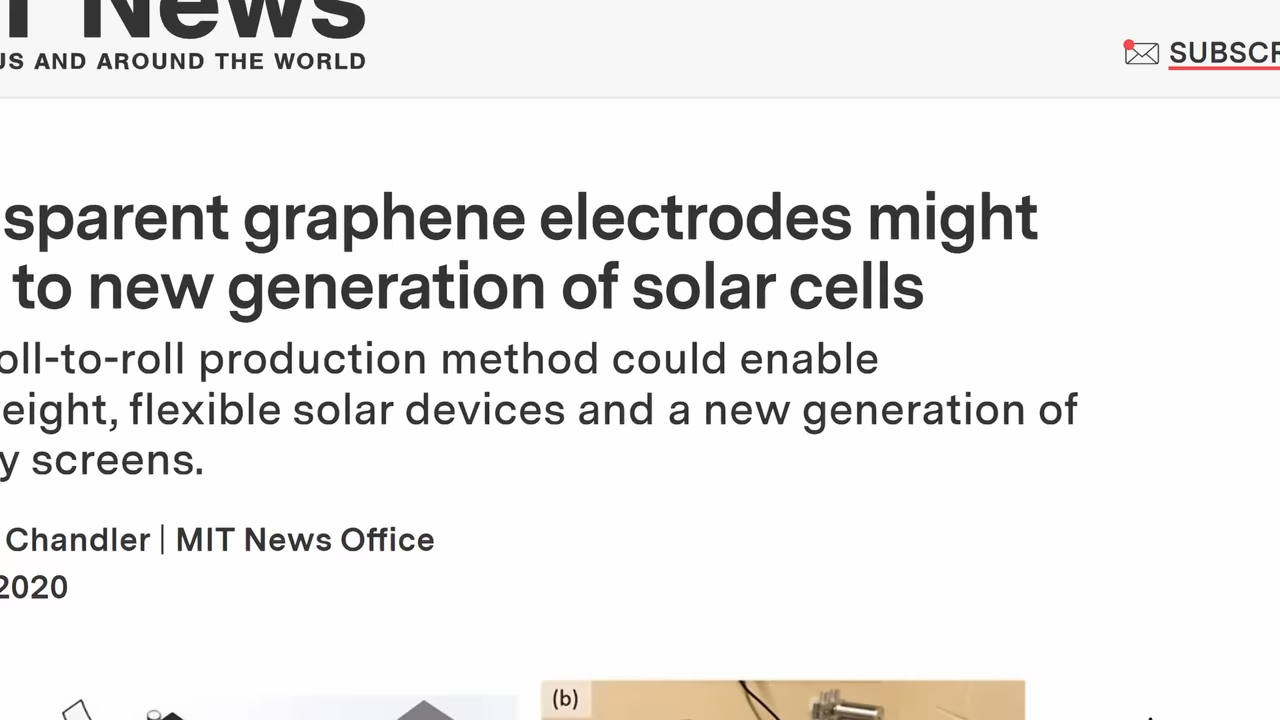 T News
US AND AROUND THE WORLD
SUBSCR
sparent graphene electrodes might
to new generation of solar cells
oll-to-roll production method could enable
eight, flexible solar devices and a new generation of
y screens.
Chandler | MIT News Office
2020
(b)